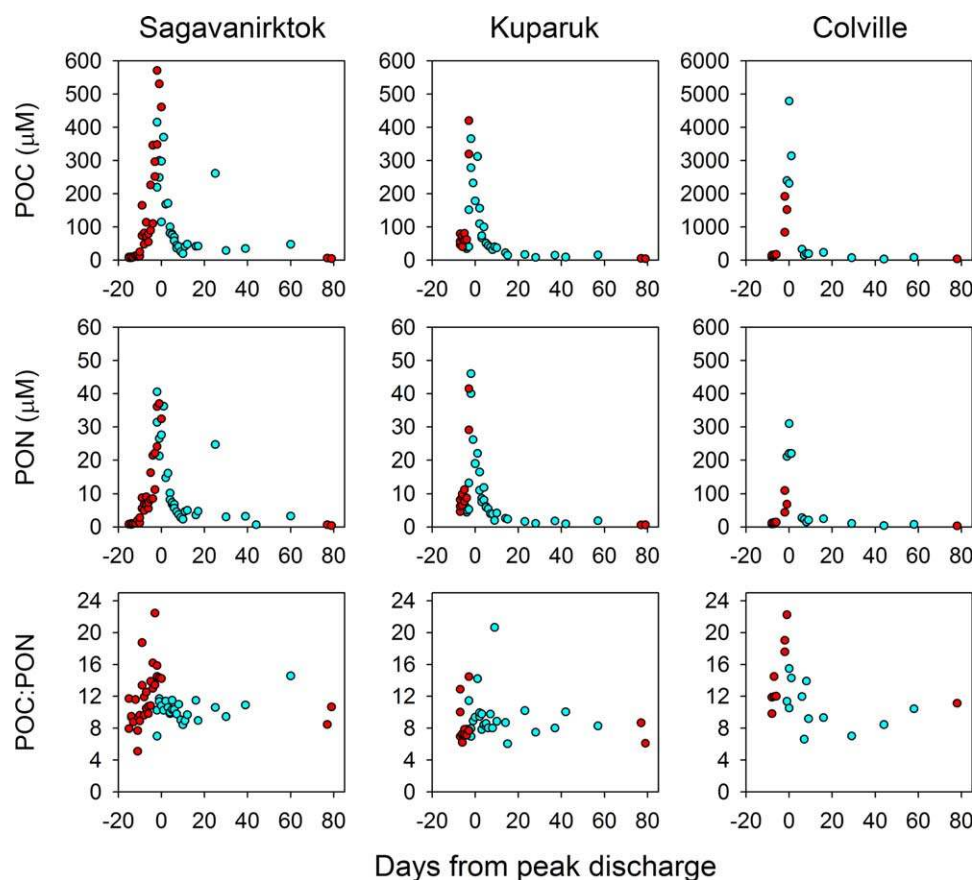 Sagavanirktok Kuparuk Colville
POC (µM)
600 600 6000
500 500 5000
400 400 4000
300 300 3000
200 200 2000
100 100 1000
0 0 0
-20 0 20 40 60 80 -20 0 20 40 60 80 -20 0 20 40 60 80
PON (µM)
60 60 600
50 50 500
40 40 400
30 30 300
20 20 200
10 10 100
0 0 0
-20 0 20 40 60 80 -20 0 20 40 60 80 -20 0 20 40 60 80
POC:PON
24 24 24
20 20 20
16 16 16
12 12 12
8 8 8
4 4 4
0 0 0
-20 0 20 40 60 80 -20 0 20 40 60 80 -20 0 20 40 60 80
Days from peak discharge